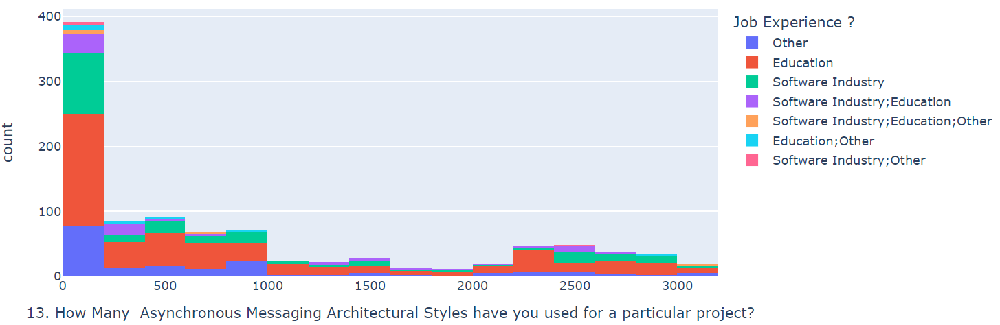 400
300
200
100
0
count
0 500 1000 1500 2000 2500 3000
13. How Many  Asynchronous Messaging Architectural Styles have you used for a particular project?
Job Experience ?
Other
Education
Software Industry
Software Industry;Education
Software Industry;Education;Other
Education;Other
Software Industry;Other